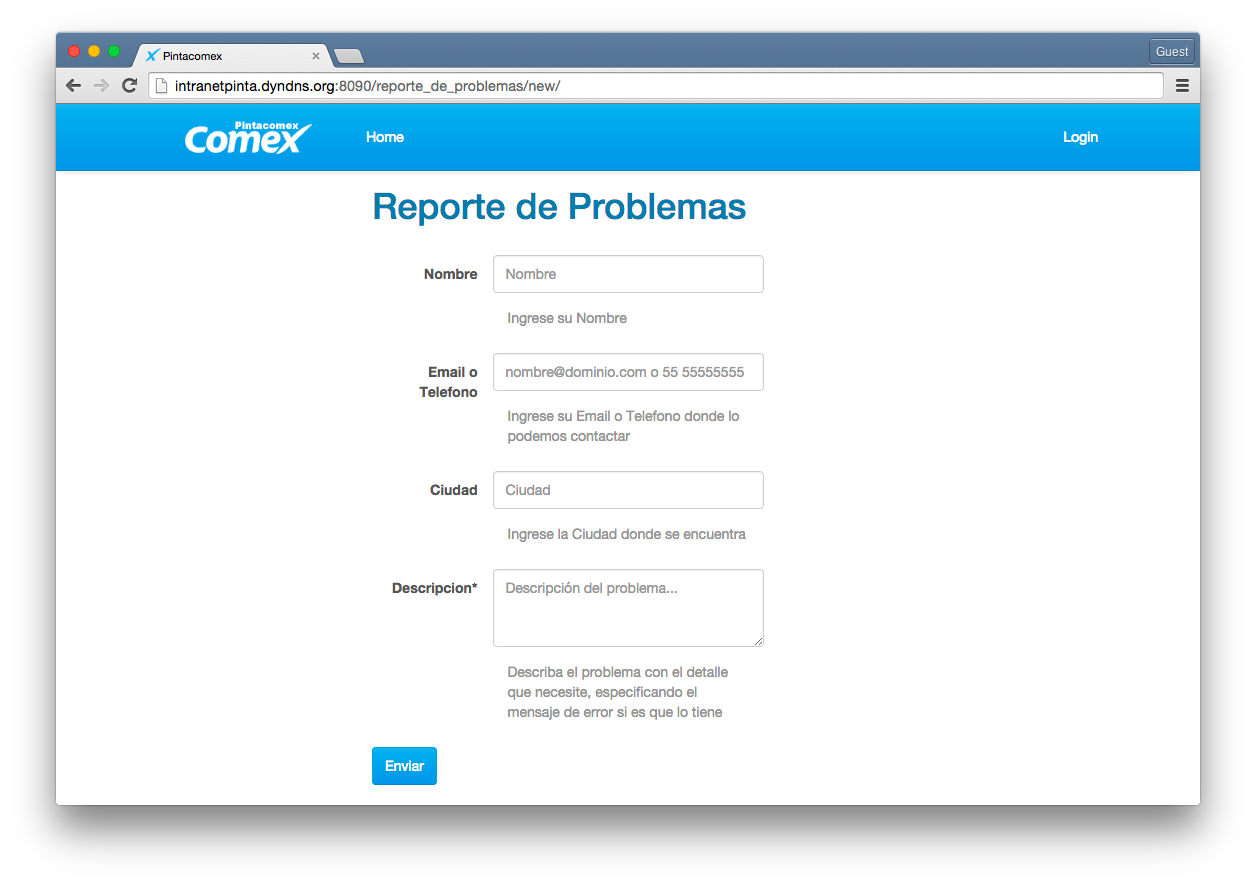 Pintacomex
Guest
intranetpinta.dyndns.org:8090/reporte_de_problemas/new/
Pintacomex
Comex
Home
Login
Reporte de Problemas
Nombre
Nombre
Ingrese su Nombre
Email o
Telefono
nombre@dominio.com o 55 55555555
Ingrese su Email o Telefono donde lo
podemos contactar
Ciudad
Ciudad
Ingrese la Ciudad donde se encuentra
Descripcion*
Descripción del problema...
Describa el problema con el detalle
que necesite, especificando el
mensaje de error si es que lo tiene
Enviar